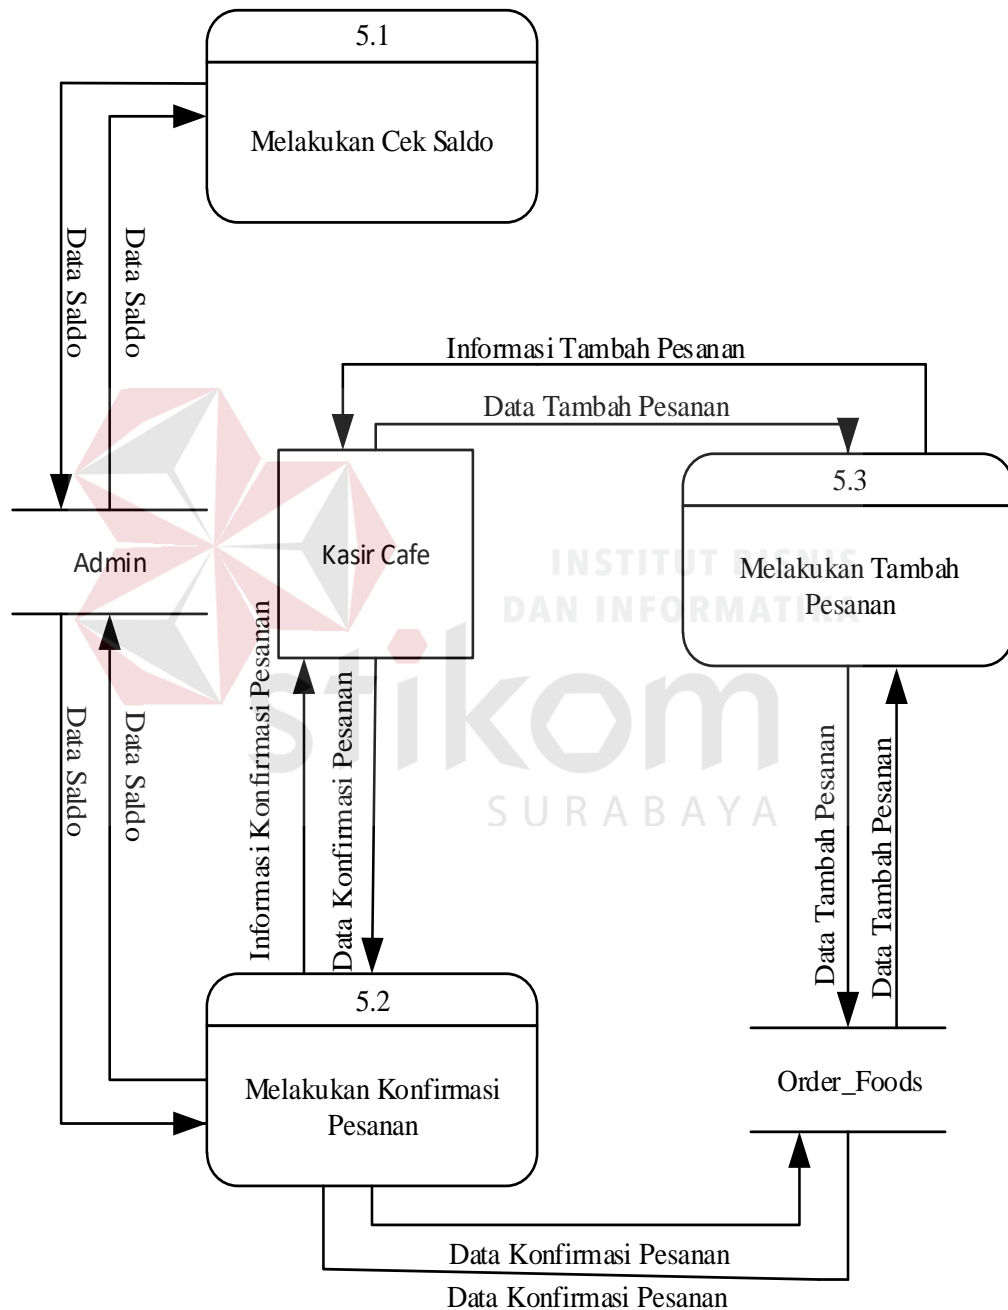 5.1
Melakukan Cek Saldo
Data Saldo
Data Saldo
Informasi Tambah Pesanan
Data Tambah Pesanan
5.3
Melakukan Tambah
Pesanan
Admin
Kasir Cafe
INSTITUT BISNIS
DAN INFORMATIKA
stikom
SURABAYA
Data Saldo
Data Saldo
Informasi Konfirmasi Pesanan
Data Konfirmasi Pesanan
Data Tambah Pesanan
Data Tambah Pesanan
5.2
Melakukan Konfirmasi
Pesanan
Order_Foods
Data Konfirmasi Pesanan
Data Konfirmasi Pesanan